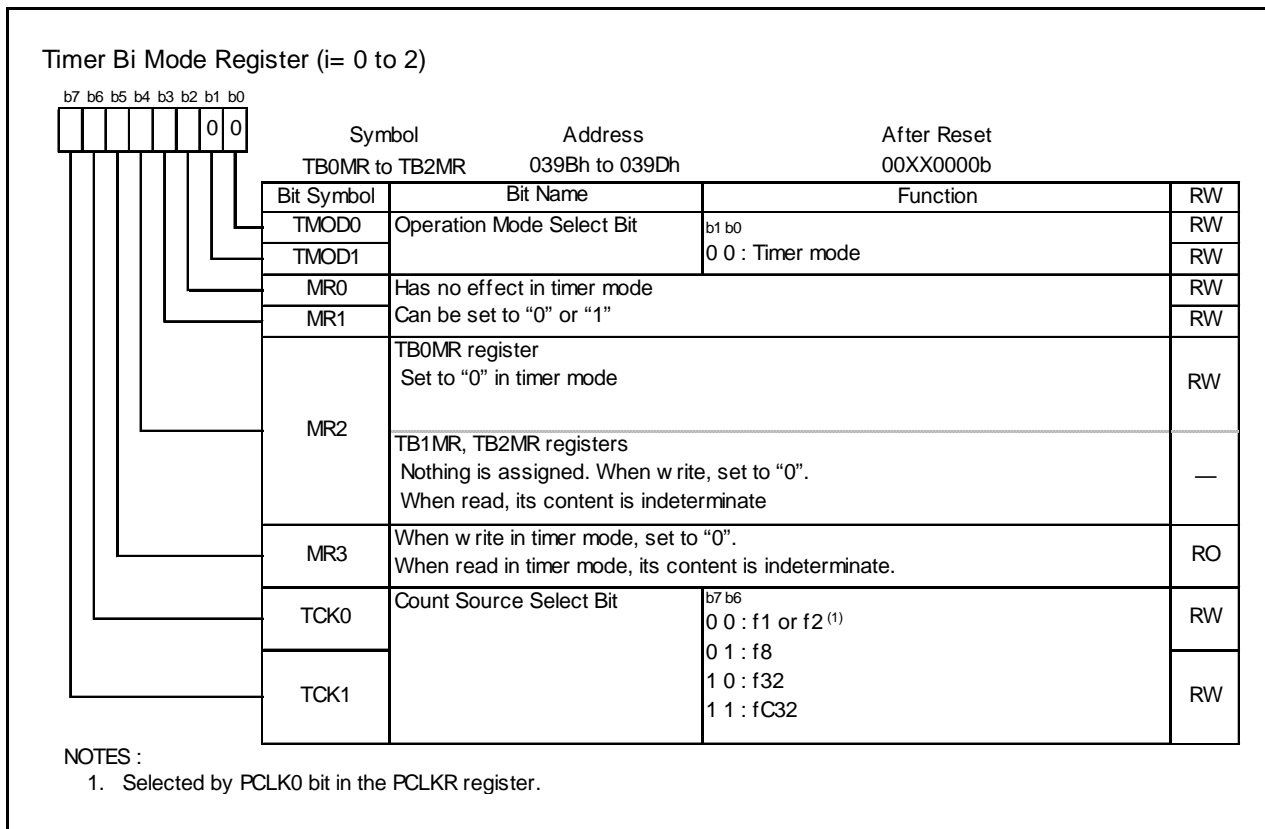 Timer Bi Mode Register (i= 0 to 2)
b7 b6 b5 b4 b3 b2 b1 b0
0 0
Symbol Address After Reset
TB0MR to TB2MR 039Bh to 039Dh 00XX0000b
Bit Symbol Bit Name Function RW
TMOD0 Operation Mode Select Bit b1 b0 RW
TMOD1 0 0 : Timer mode RW
MR0 Has no effect in timer mode RW
MR1 Can be set to “0” or “1” RW
TB0MR register
Set to “0” in timer mode RW
MR2
TB1MR, TB2MR registers
Nothing is assigned. When w rite, set to “0”. —
When read, its content is indeterminate
MR3 When w rite in timer mode, set to “0”. RO
When read in timer mode, its content is indeterminate.
Count Source Select Bit b7 b6
TCK0 0 0 : f1 or f2 (1) RW
0 1 : f8
TCK1 1 0 : f32 RW
1 1 : fC32
NOTES :
1. Selected by PCLK0 bit in the PCLKR register.